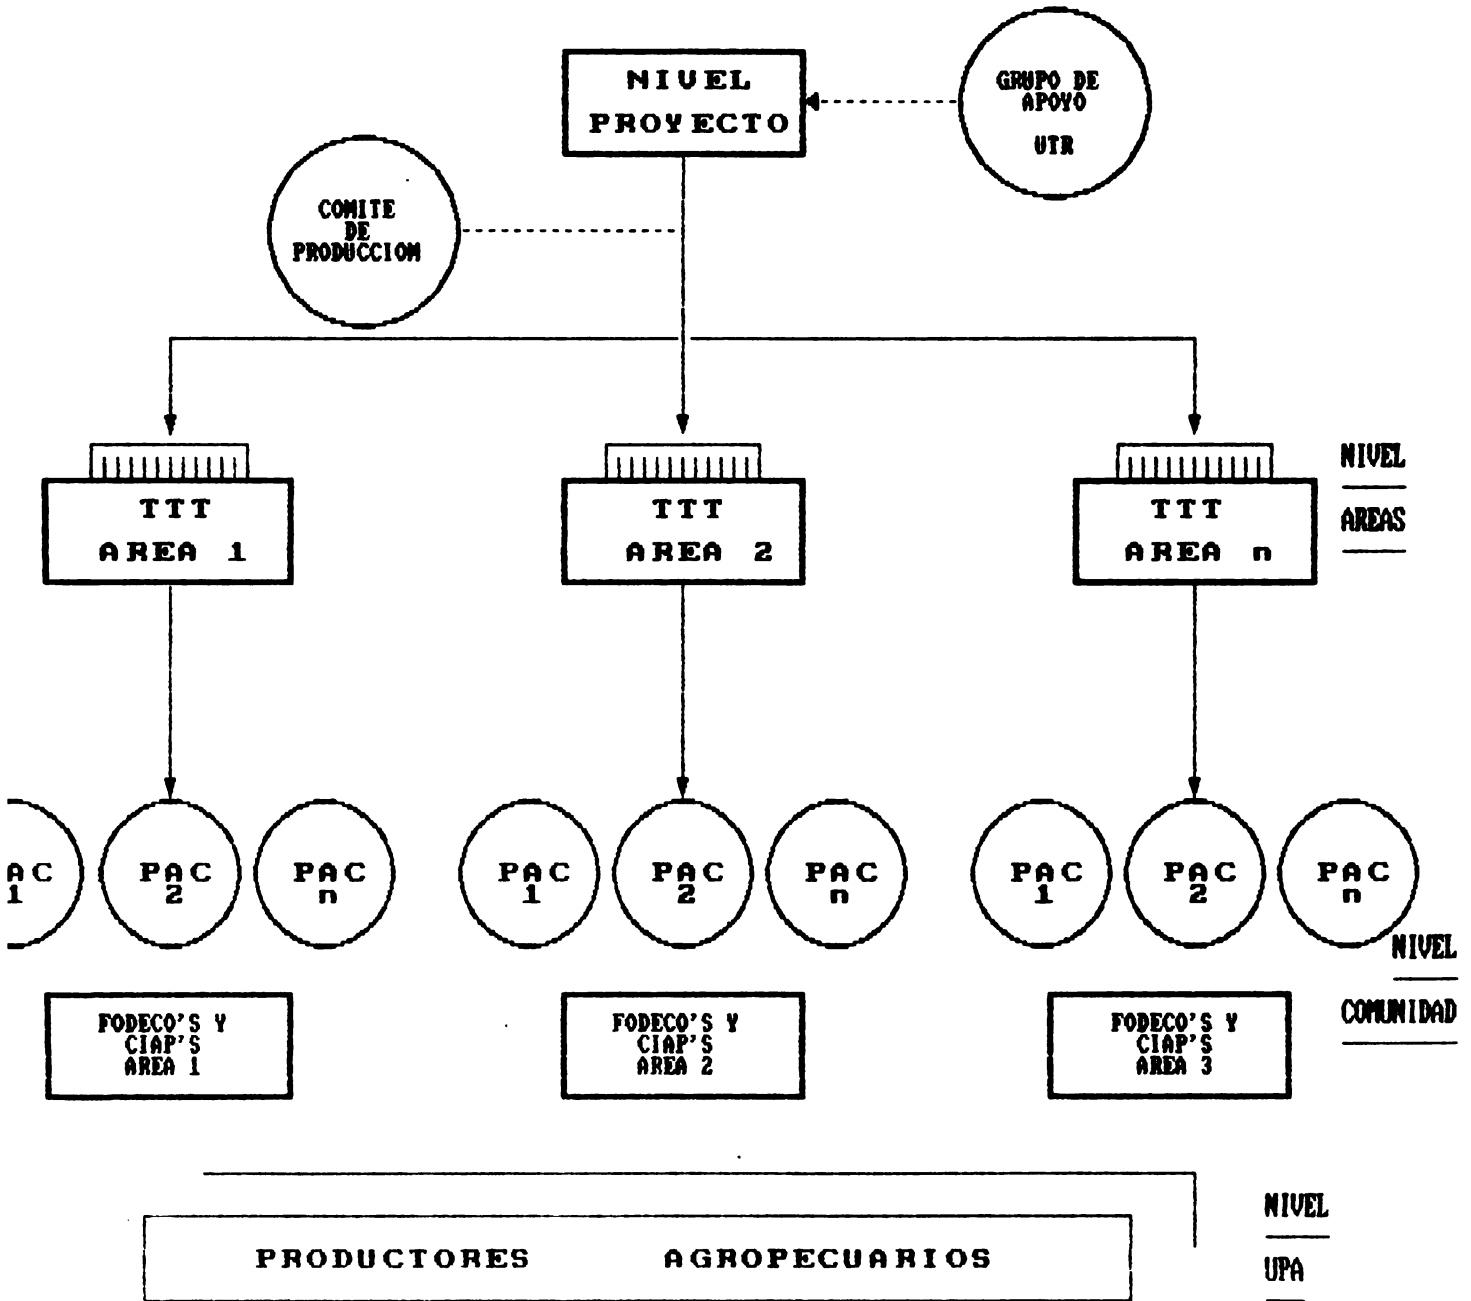 NIVEL
PROYECTO
GRUPO DE
APOYO
UTR
COMITE
DE
PRODUCCION
TTT
AREA 1
TTT
AREA 2
TTT
AREA n
NIVEL
AREAS
AC
1
PAC
2
PAC
n
PAC
1
PAC
2
PAC
n
PAC
1
PAC
2
PAC
n
NIVEL
COMUNIDAD
FODECO'S Y
CIAP'S
AREA 1
FODECO'S Y
CIAP'S
AREA 2
FODECO'S Y
CIAP'S
AREA 3
PRODUCTORES AGROPECUARIOS
NIVEL
UPA